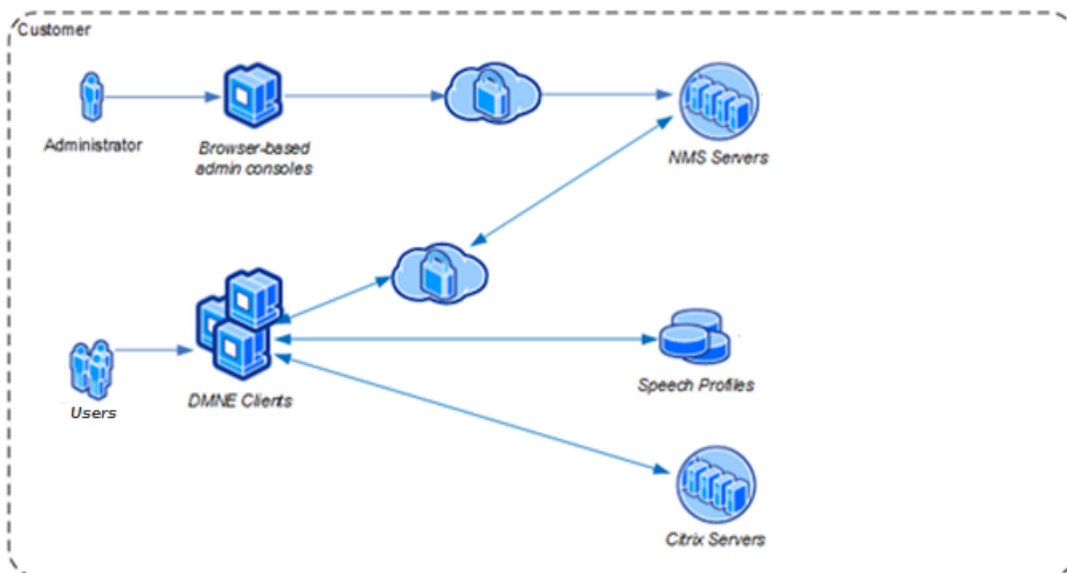 Customer
Administrator
Browser-based
admin consoles
NMS Servers
Users
DMNE Clients
Speech Profiles
Citrix Servers